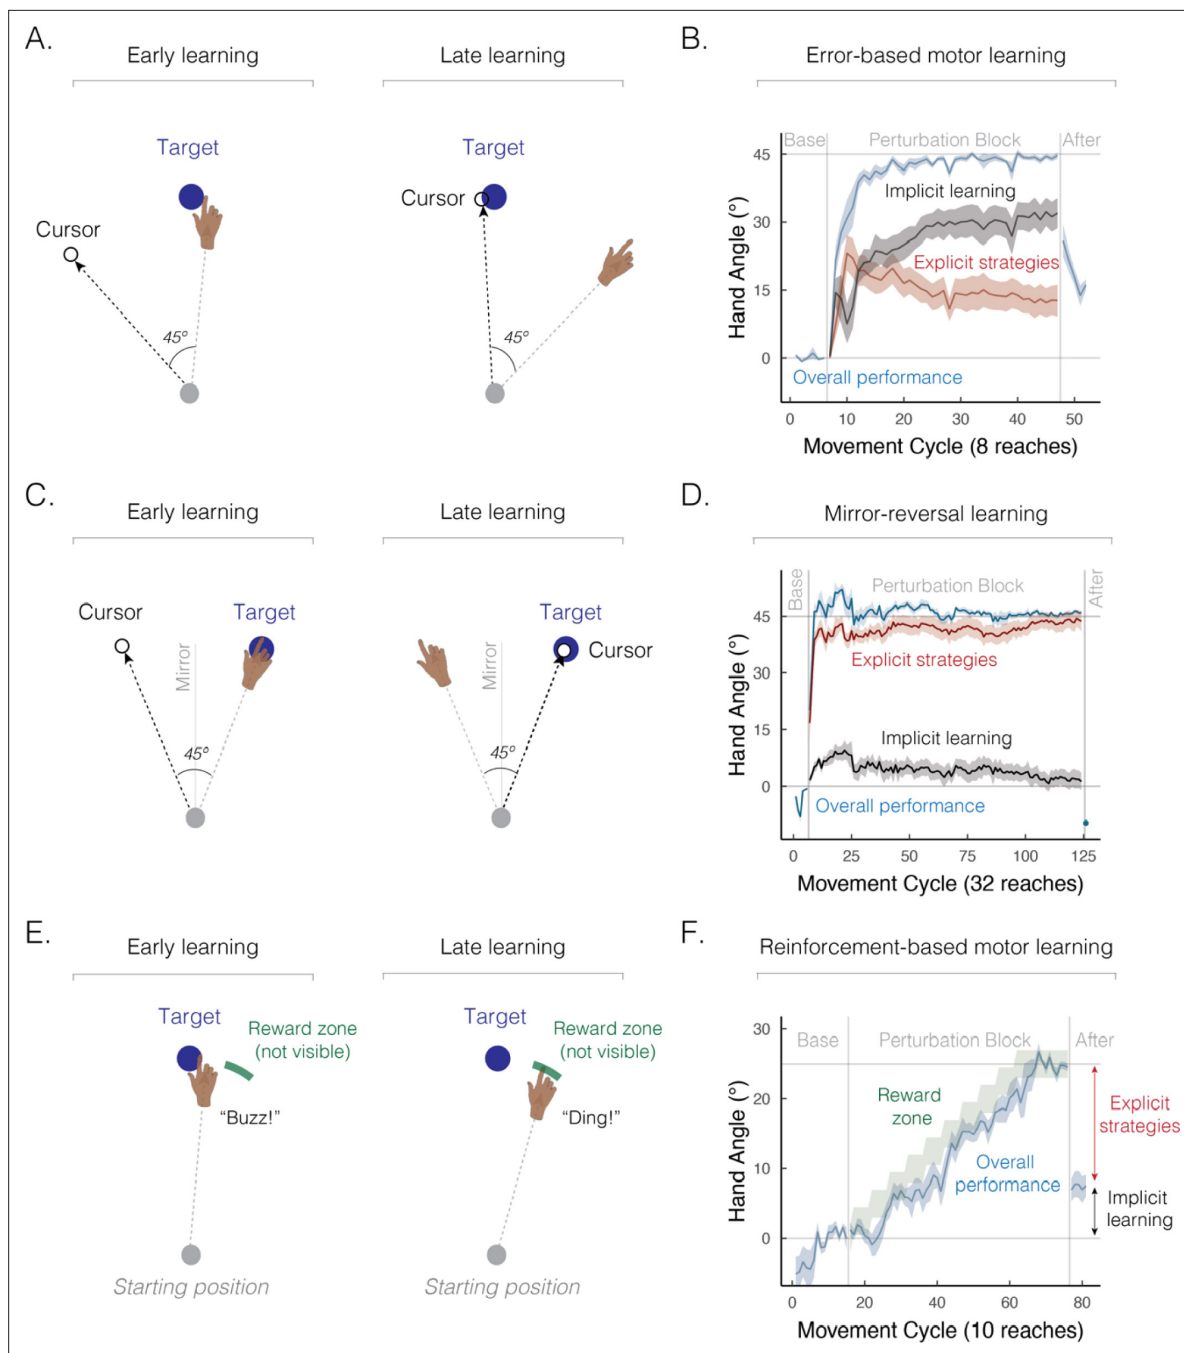 A.
Early learning
Late learning
Target
Cursor
45º
Target
Cursor
45º
B.
Error-based motor learning
Base
Perturbation Block
After
45
30
15
0
Implicit learning
Explicit strategies
Overall performance
Hand Angle (°)
0
10
20
30
40
50
Movement Cycle (8 reaches)
C.
Early learning
Late learning
Cursor
Target
Mirror
45º
Target
Cursor
Mirror
45º
D.
Mirror-reversal learning
Base
Perturbation Block
After
45
30
15
0
Explicit strategies
Implicit learning
Overall performance
Hand Angle (°)
0
25
50
75
100
125
Movement Cycle (32 reaches)
E.
Early learning
Late learning
Target
Reward zone
(not visible)
“Buzz!”
Starting position
Target
Reward zone
(not visible)
“Ding!”
Starting position
F.
Reinforcement-based motor learning
Base
Perturbation Block
After
30
20
10
0
Reward
zone
Overall
performance
Explicit
strategies
Implicit
learning
Hand Angle (°)
0
20
40
60
80
Movement Cycle (10 reaches)